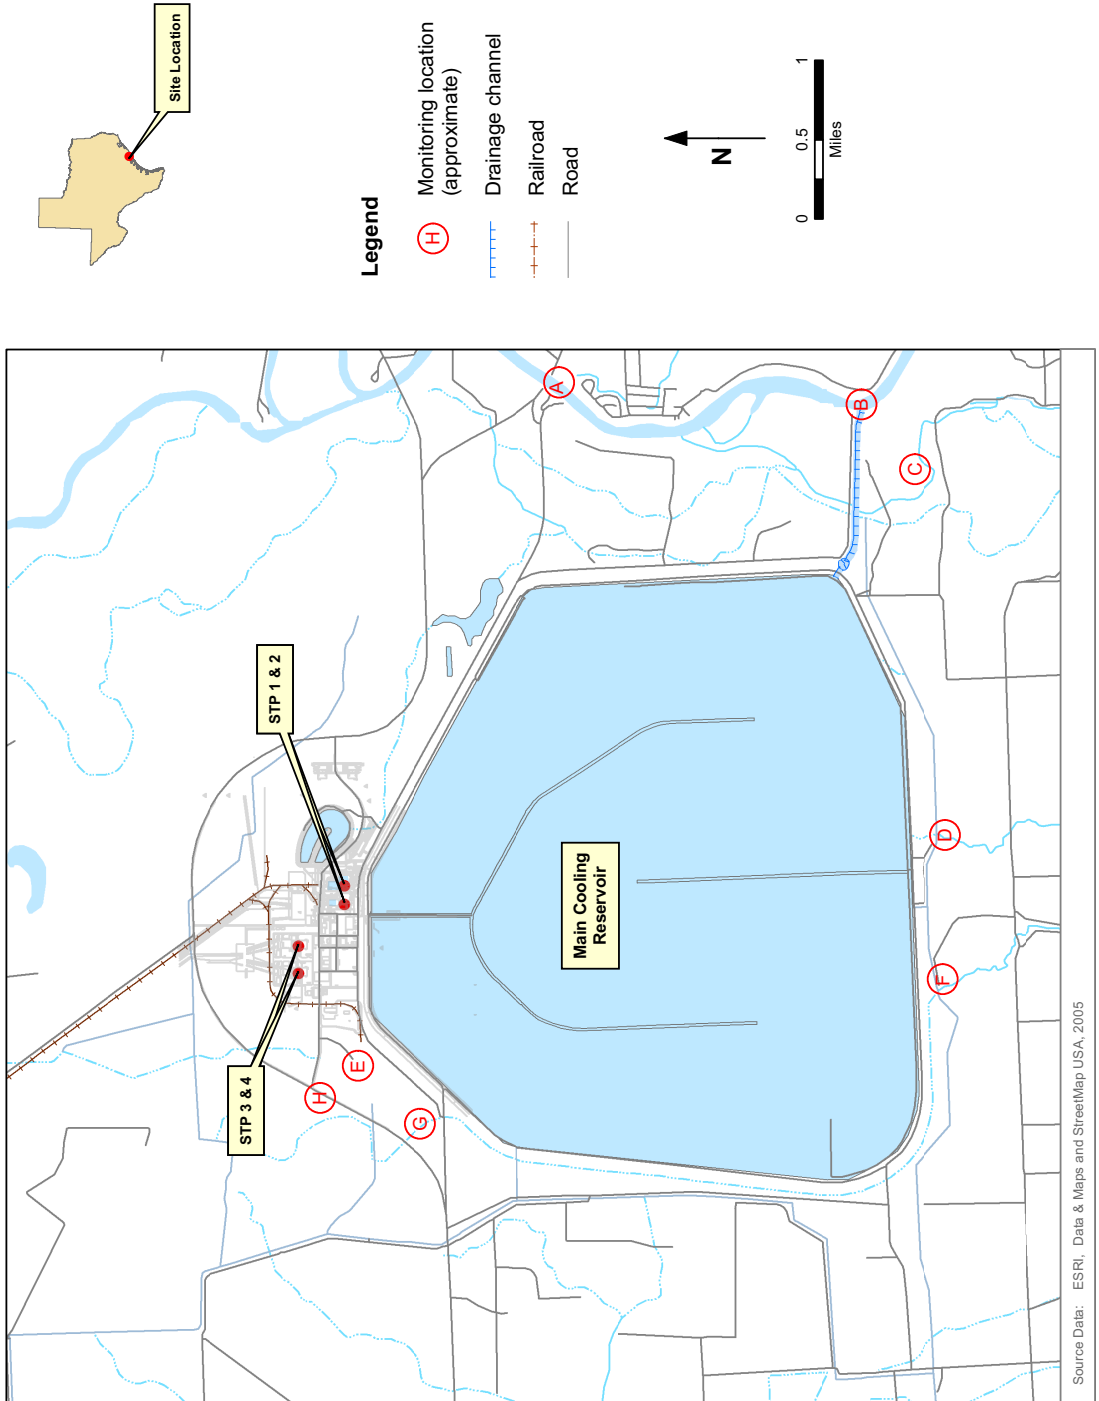 Site Location
Legend
H
Monitoring location
(approximate)
Drainage channel
Railroad
Road
N
0
0.5
1
Miles
STP 1 & 2
STP 3 & 4
Main Cooling
Reservoir
A
B
C
D
E
F
G
H
Source Data: ESRI, Data & Maps and StreetMap USA, 2005